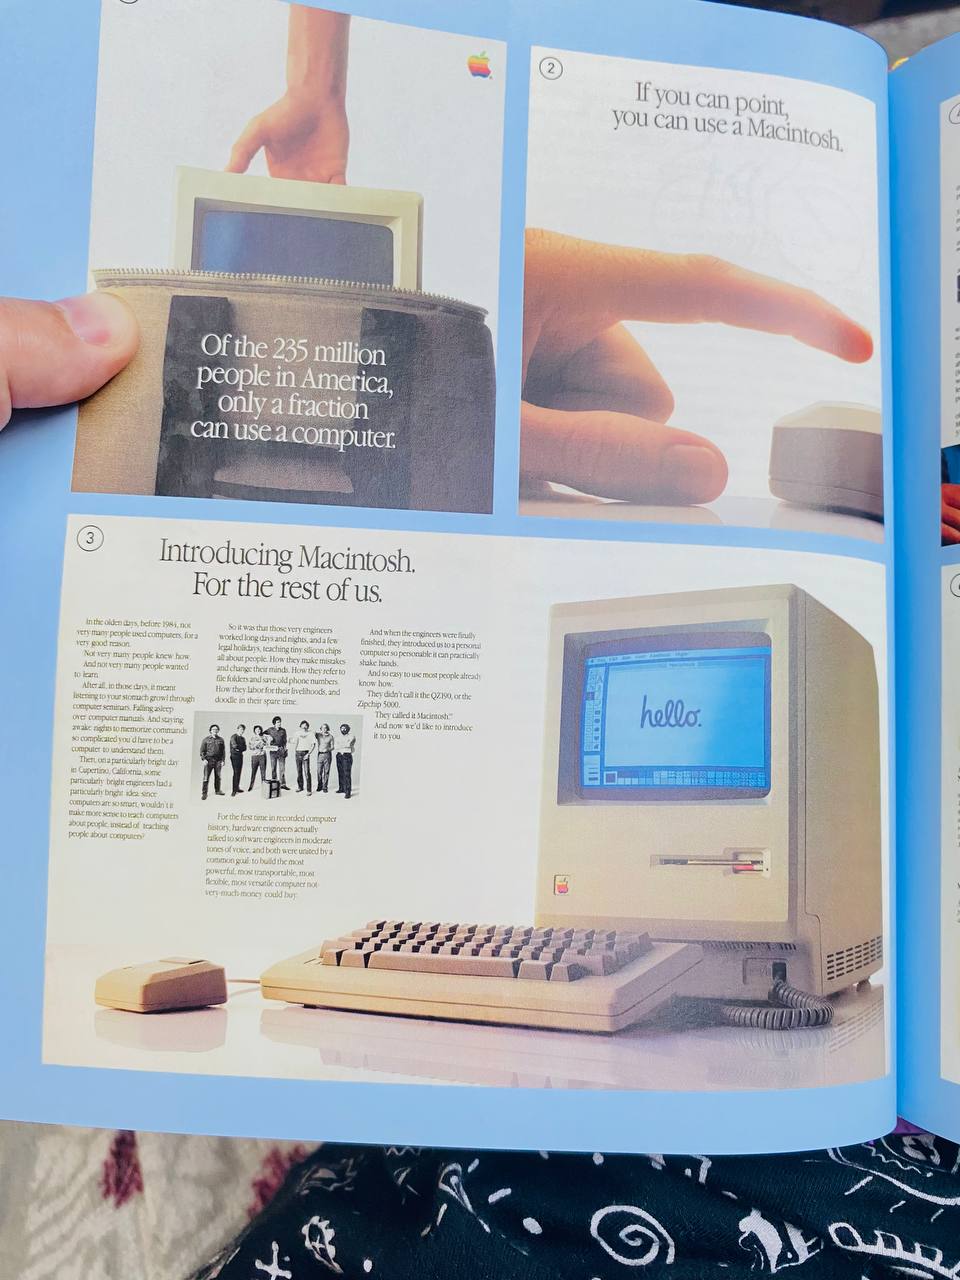 Of the 235 million
people in America,
only a fraction
can use a computer.
2
If you can point,
you can use a Macintosh.
3
Introducing Macintosh.
For the rest of us.
In the olden days, before 1984, not
very many people used computers, for a
very good reason.
Not very many people knew how.
And not very many people wanted
to learn.
After all, in those days, it meant
listening to your stomach growl through
computer seminars. Falling asleep
over computer manuals. And staying
awake nights to memorize commands
so complicated you'd have to be a
computer to understand them.
Then, on a particularly bright day
in Cupertino, California, some
particularly bright engineers had a
particularly bright idea: since
computers are so smart, wouldn't it
make more sense to teach computers
about people, instead of teaching
people about computers?
So it was that those very engineers
worked long days and nights, and a few
legal holidays, teaching tiny silicon chips
all about people. How they make mistakes
and change their minds. How they refer to
file folders and save old phone numbers.
How they labor for their livelihoods, and
doodle in their spare time.
For the first time in recorded computer
history, hardware engineers actually
talked to software engineers in moderate
tones of voice, and both were united by a
common goal: to build the most
powerful, most transportable, most
flexible, most versatile computer not-
very-much-money could buy.
And when the engineers were finally
finished, they introduced us to a personal
computer so personable it can practically
shake hands.
And so easy to use most people already
know how.
They didn't call it the QZ190, or the
Zipchip 5000.
They called it Macintosh.™
And now we'd like to introduce
it to you.
hello.